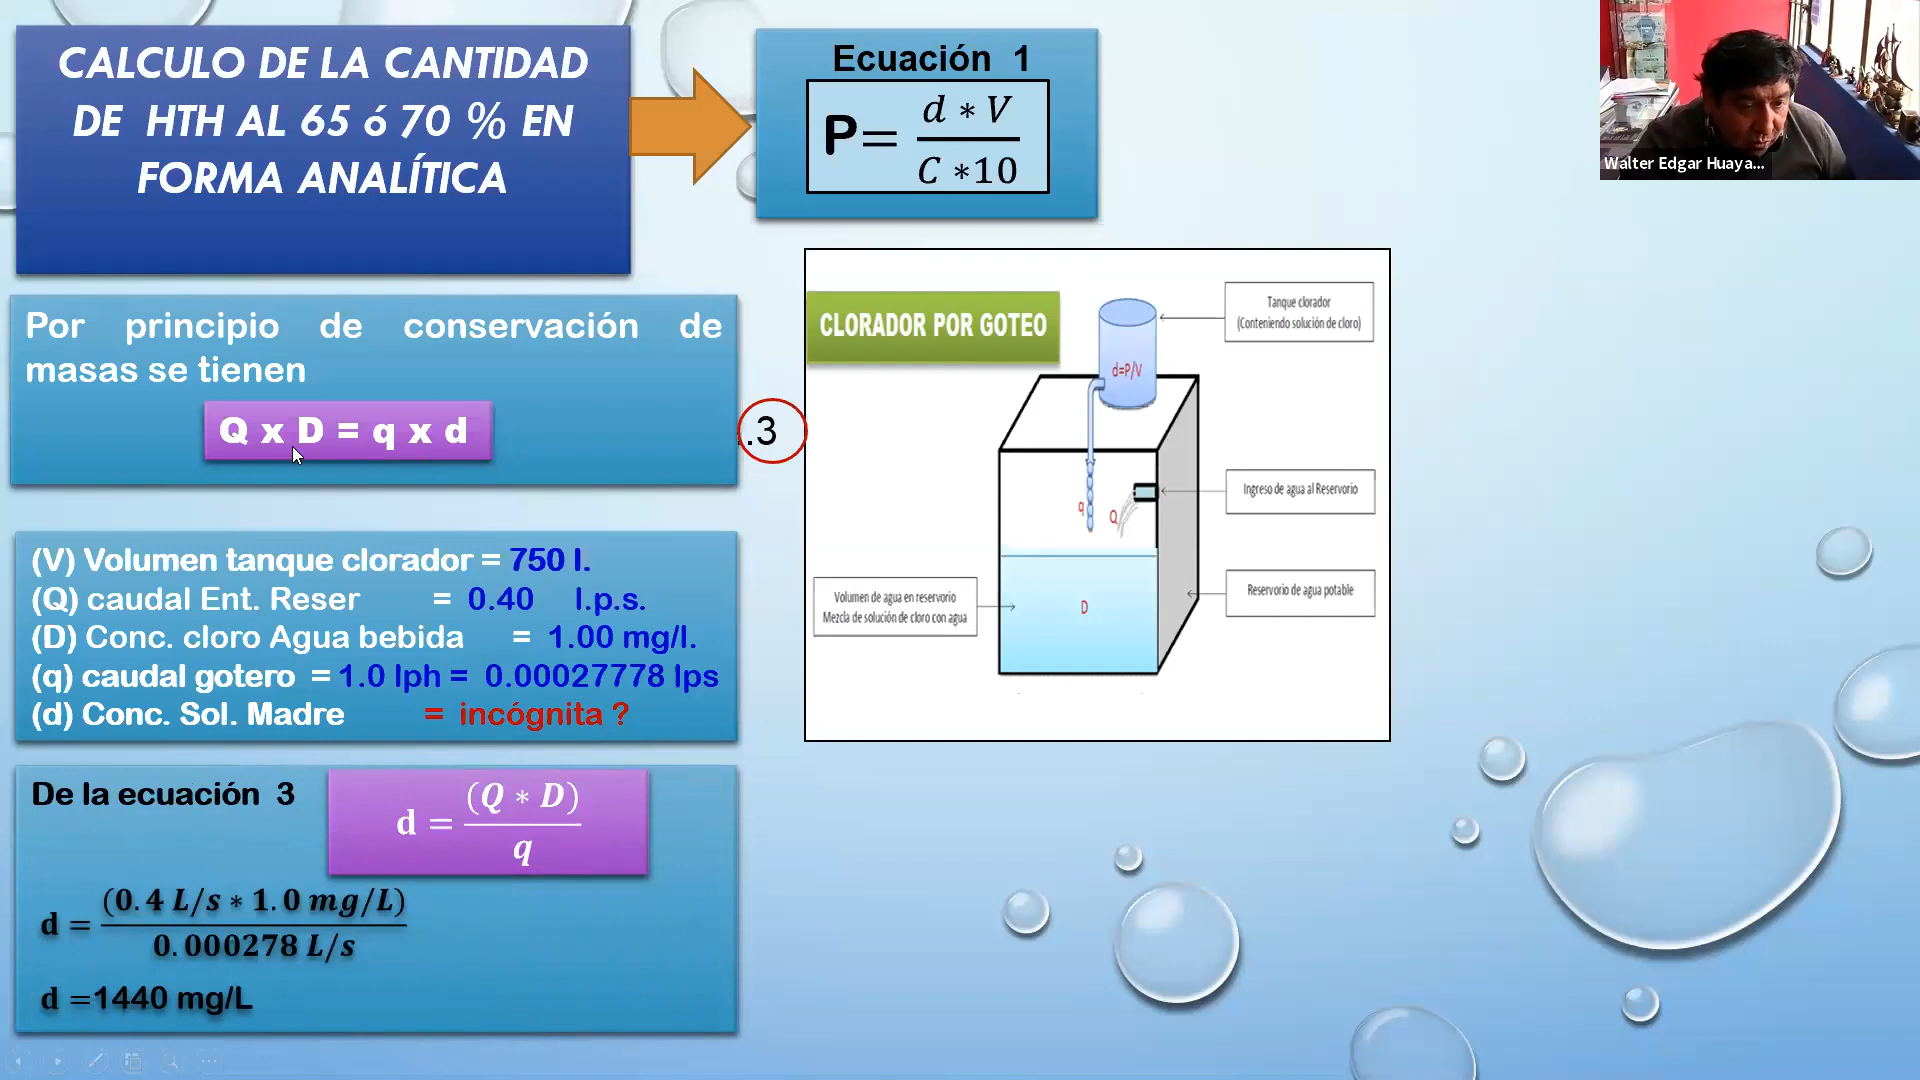 CALCULO DE LA CANTIDAD
DE HTH AL 65 ó 70 % EN
FORMA ANALÍTICA
Ecuación 1
P= d * V / C *10
Walter Edgar Huaya...
Por principio de conservación de
masas se tienen
Q x D = q x d
.3
CLORADOR POR GOTEO
Tanque clorador
(Conteniendo solución de cloro)
d=P/V
q
Q
Ingreso de agua al Reservorio
Volumen de agua en reservorio
Mezcla de solución de cloro con agua
D
Reservorio de agua potable
(V) Volumen tanque clorador = 750 l.
(Q) caudal Ent. Reser = 0.40 l.p.s.
(D) Conc. cloro Agua bebida = 1.00 mg/l.
(q) caudal gotero = 1.0 lph = 0.00027778 lps
(d) Conc. Sol. Madre = incógnita ?
De la ecuación 3
d = (Q * D) / q
d = (0.4 L/s * 1.0 mg/L) / 0.000278 L/s
d =1440 mg/L